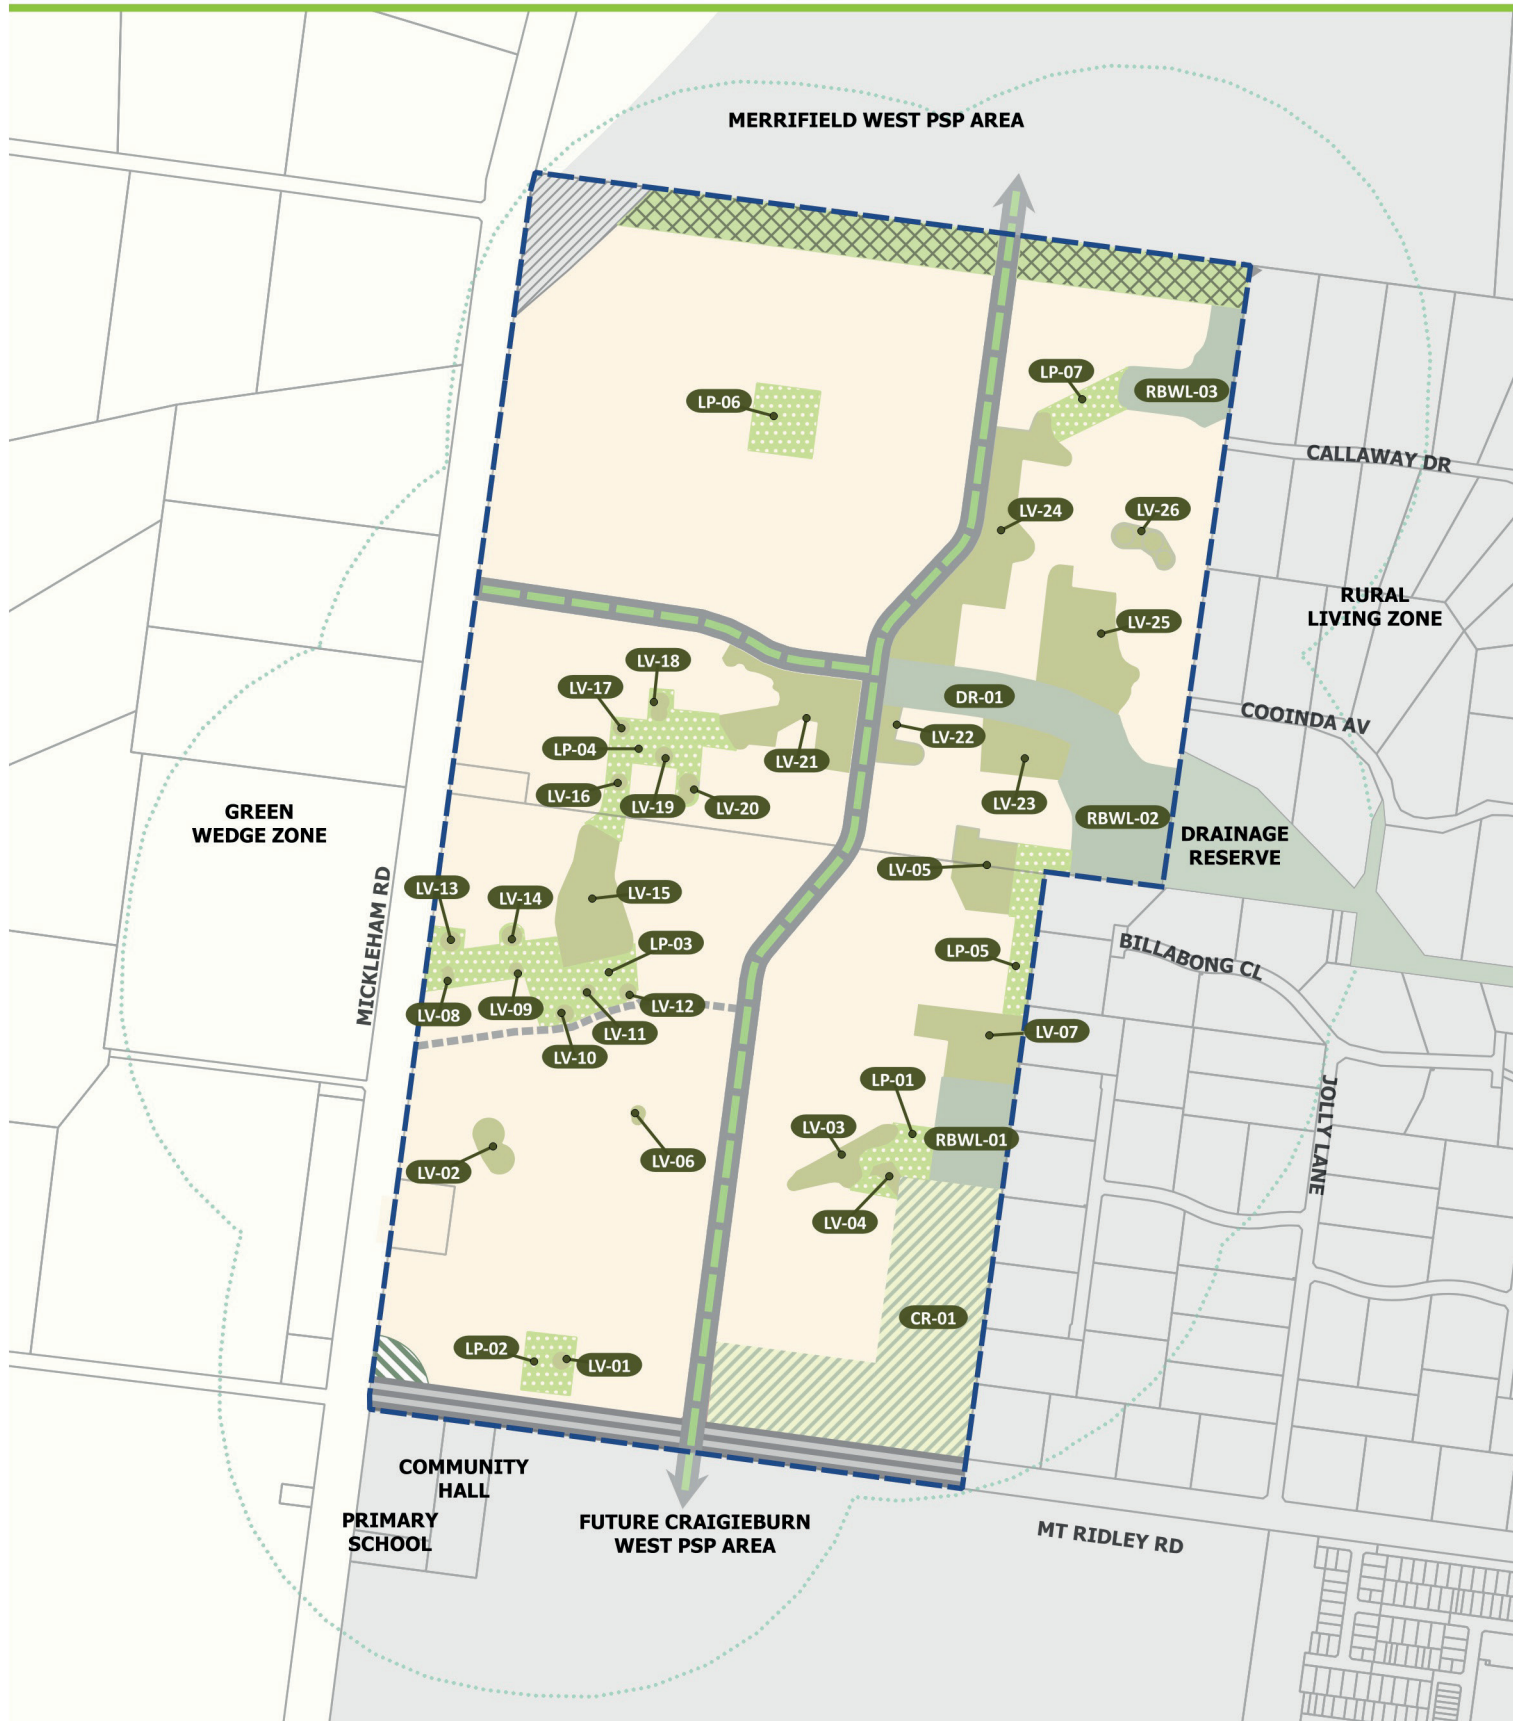 MERRIFIELD WEST PSP AREA
LP-07
RBWL-03
LP-06
CALLAWAY DR
LV-24
LV-26
RURAL
LIVING ZONE
LV-25
LV-18
LV-17
DR-01
COOINDA AV
LV-22
LP-04
LV-21
LV-16
LV-19
LV-20
LV-23
RBWL-02
GREEN
WEDGE ZONE
DRAINAGE
RESERVE
LV-05
LV-13
LV-14
LV-15
MICKLEHAM RD
LP-03
LP-05
BILLABONG CL
LV-08
LV-09
LV-12
LV-11
LV-10
LV-07
LP-01
LV-03
RBWL-01
JOLLY LANE
LV-02
LV-06
LV-04
CR-01
LP-02
LV-01
COMMUNITY
HALL
PRIMARY
SCHOOL
FUTURE CRAIGIEBURN
WEST PSP AREA
MT RIDLEY RD